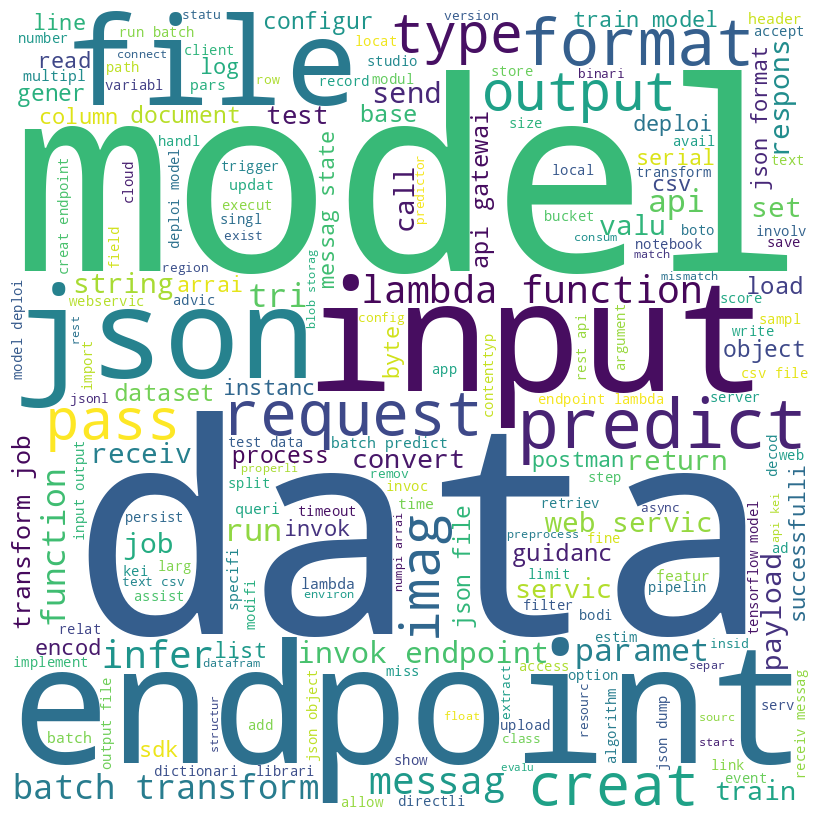 statu
version
line
configur
train model
header
number
run batch
file
type
format
accept
locat
connect
client
read
log
send
studio
output
respons
multipl
path
variabl
pars
row
record
modul
store
binari
json format
gener
column
document
test
base
size
deploi
avail
text
model
handl
cloud
deploi model
creat endpoint
trigger
updat
execut
singl
exist
messag state
call
predictor
api gatewai
serial
local
transform
csv
api
set
bucket
valu
boto
involv
consum
notebook
match
save
field
region
string
arrai
tri
lambda function
mismatch
load
webservic
advic
blob storag
score
model deploi
rest
json
input
config
write
sampl
import
byte
rest api
argument
object
jsonl
dataset
instanc
app
contenttyp
endpoint lambda
server
csv file
pass
request
predict
test data
batch predict
receiv
process
convert
postman
return
decod
web
properli
remov
step
transform job
input output
function
split
invoc
retriev
async
queri
timeout
time
persist
data
web servic
api kei
job
run
invok
imag
json file
preprocess
fine
ad
kei
larg
specifi
numpi arrai
guidanc
tensorflow model
successfulli
text csv
modifi
lambda
limit
featur
assist
environ
servic
pipelin
payload
filter
bodi
relat
estim
encod
infer
list
invok endpoint
paramet
insid
implement
datafram
miss
access
option
separ
endpoint
output file
structur
json object
extract
resourc
serv
batch
add
float
upload
algorithm
json dump
sourc
receiv messag
sdk
class
start
show
evalu
link
dictionari
librari
event
batch transform
messag
creat
train
allow
directli